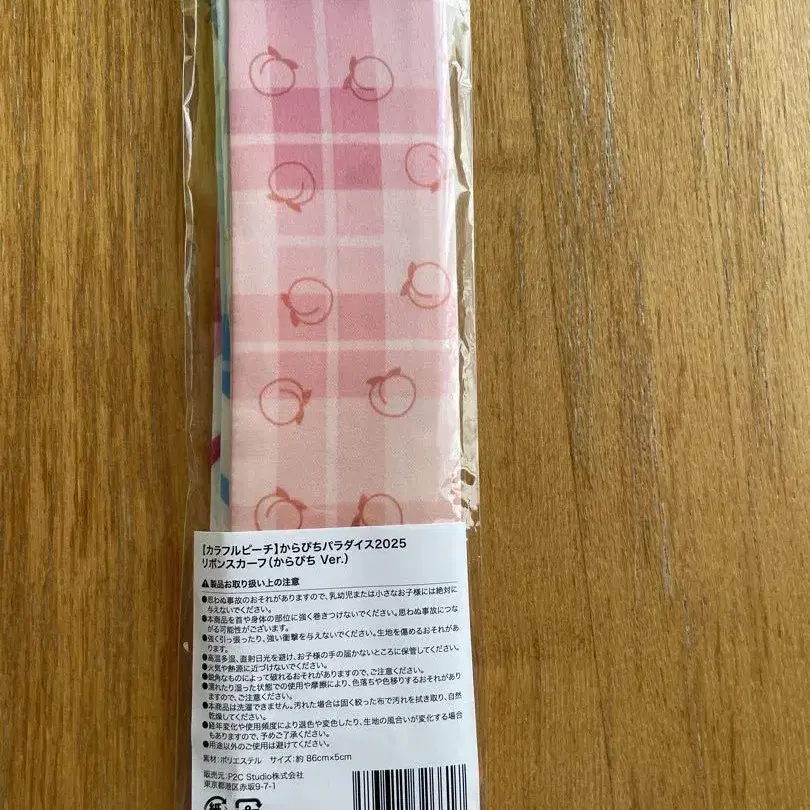 【カラフルピーチ】からぴちパラダイス2025
リボンスカーフ(からぴち Ver.)
⚠製品お取り扱い上の注意
●思わぬ事故のおそれがありますので、乳幼児または小さなお子様には絶対に
与えないでください。
●本商品を首や身体の部位に強く巻きつけないでください。思わぬ事故につな
がる可能性がございます。
●強く引っ張ったり、強い衝撃を与えないでください。生地を傷めるおそれがあ
ります。
●高温多湿、直射日光を避け、お子様の手の届かないところに保管してください。
●火気や熱源に近づけないでください。
●鋭角なものによって破れるおそれがありますので、ご注意ください。
●濡れたり湿った状態での使用や摩擦により、色落ちや色移りするおそれがあり
ますので、ご注意ください。
●本商品は洗濯できません。汚れた場合は固く絞った布で汚れを拭き取り、自然
乾燥してください。
●経年変化や使用頻度により退色や変色したり、生地の風合いが変化する場合
もありますので、予めご了承ください。
●用途以外のご使用は避けてください。
素材:ポリエステル サイズ:約 86cm×5cm
販売元:P2C Studio株式会社
東京都港区赤坂9-7-1
紙